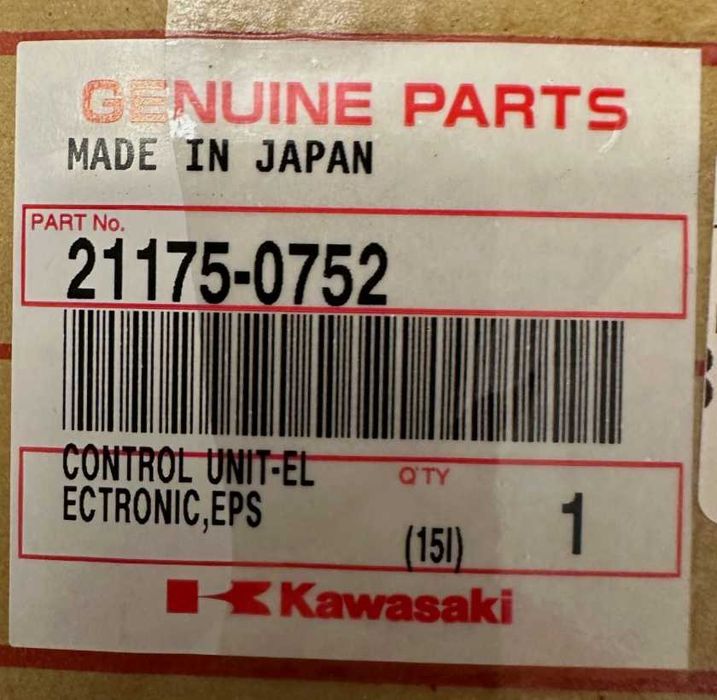 GENUINE PARTS
MADE IN JAPAN
PART No.
21175-0752
CONTROL UNIT-EL
ECTRONIC,EPS
Q'TY
(15I)
1
Kawasaki